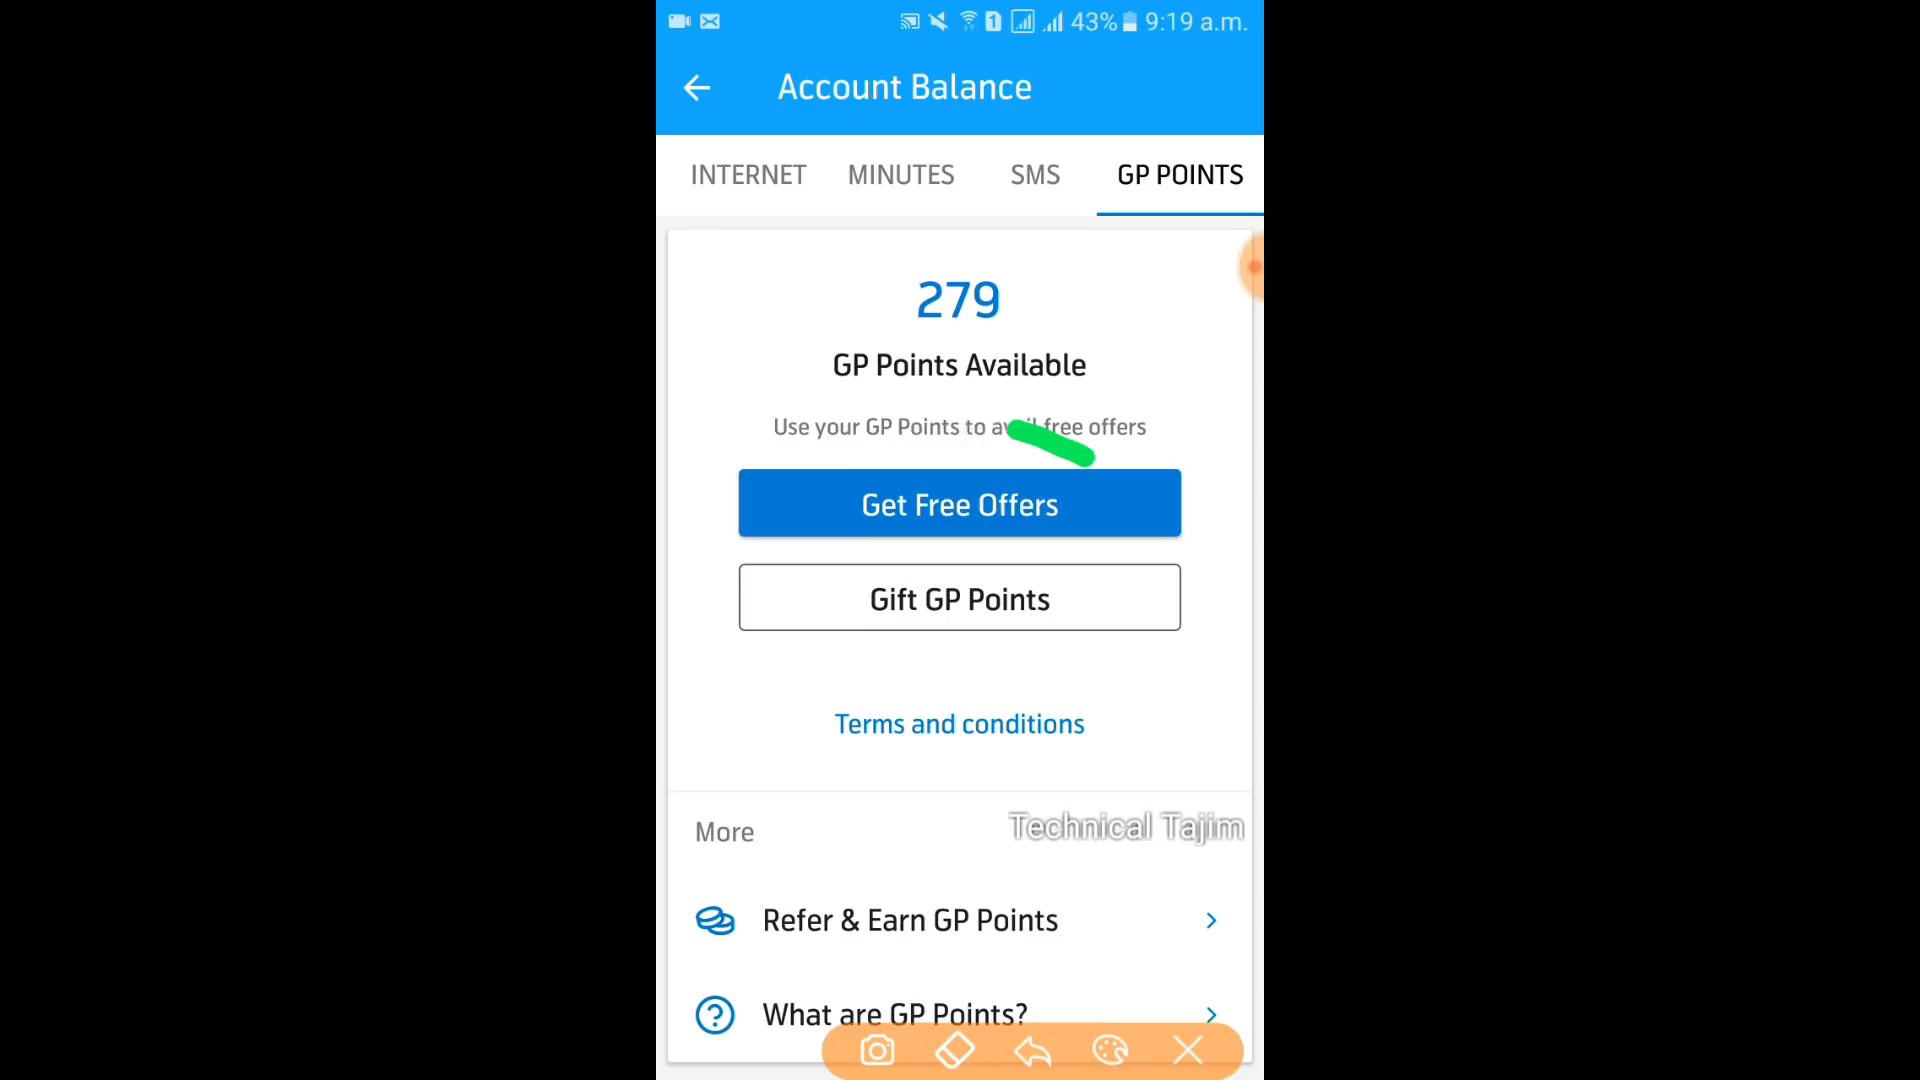 1 43% 9:19 a.m.
Account Balance
INTERNET MINUTES SMS GP POINTS
279
GP Points Available
Use your GP Points to avail free offers
Get Free Offers
Gift GP Points
Terms and conditions
More
Technical Tajim
Refer & Earn GP Points
What are GP Points?